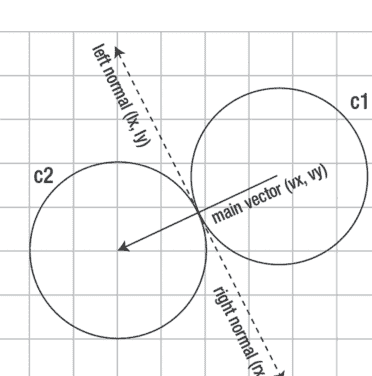 left normal (lx, ly)
c1
c2
main vector (vx, vy)
right normal (rx